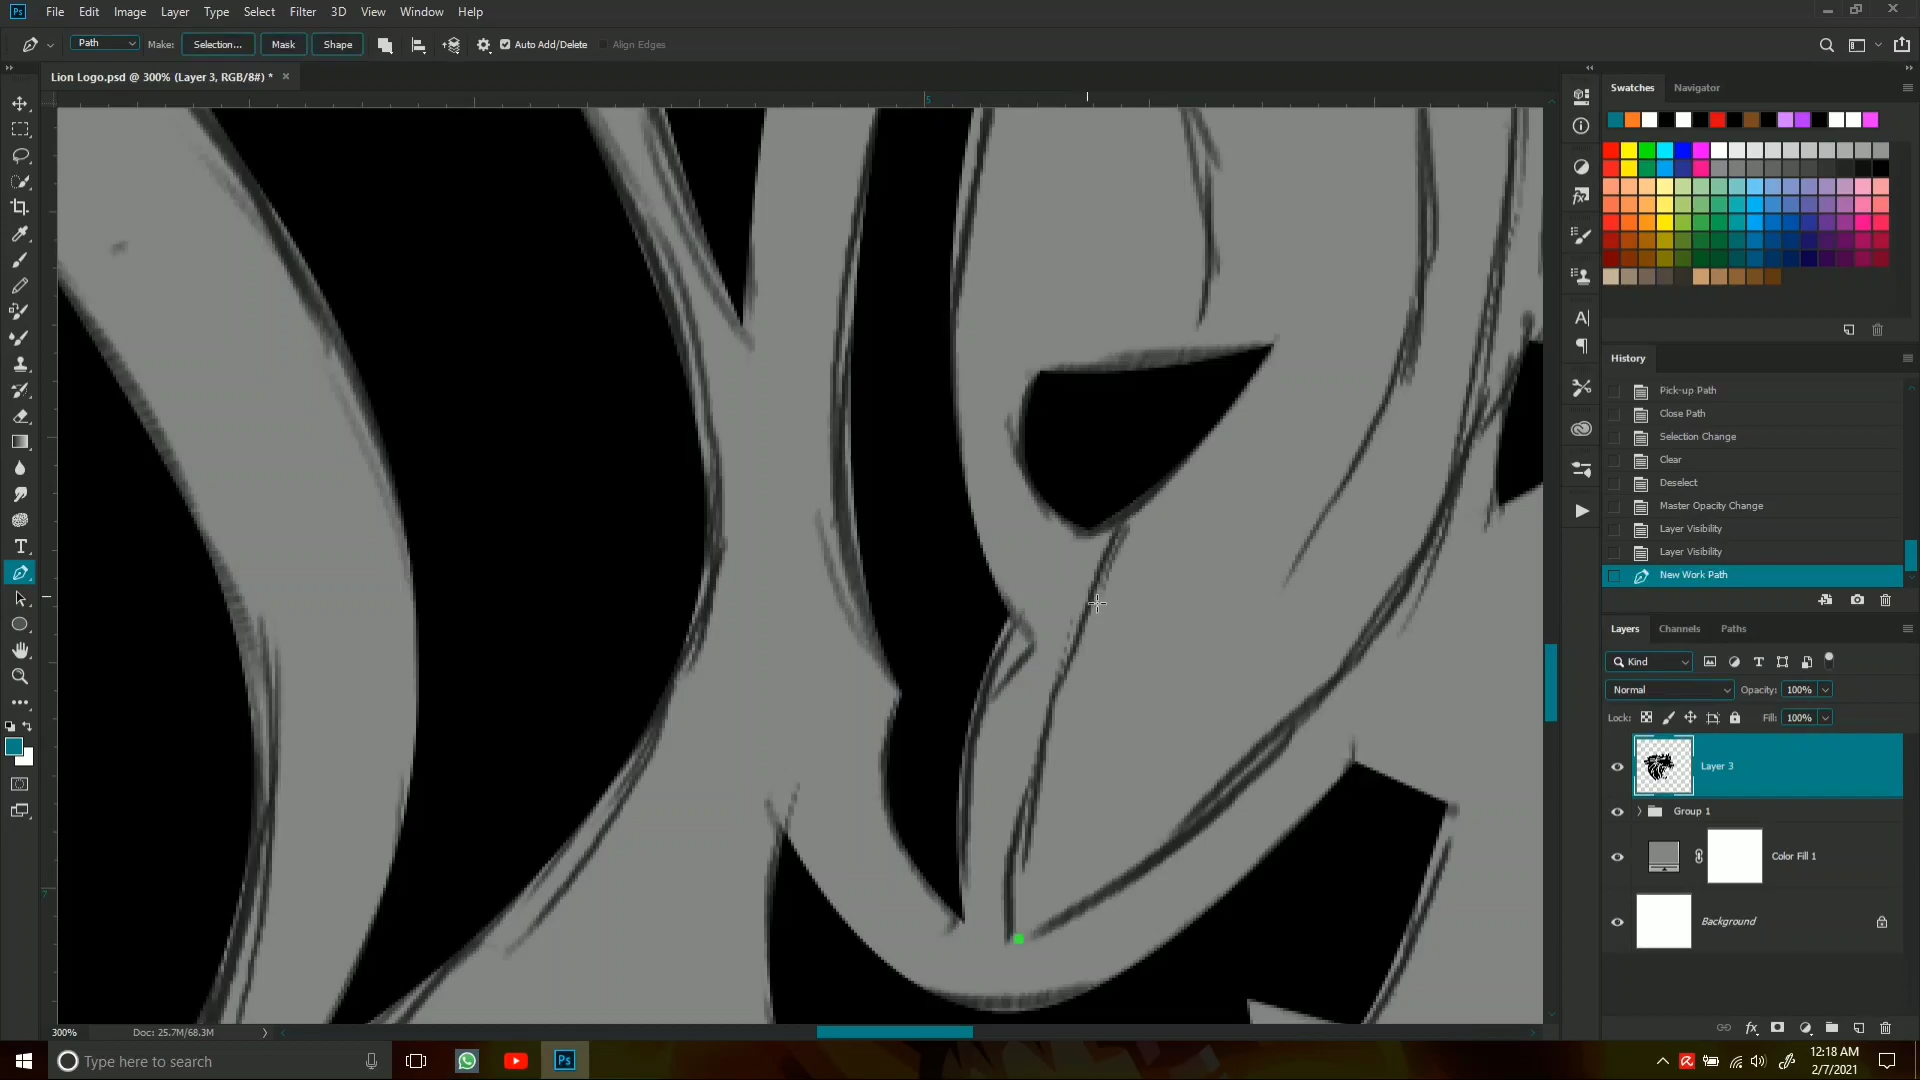 Ps File Edit Image Layer Type Select Filter 3D View Window Help
Path Make: Selection... Mask Shape Auto Add/Delete Align Edges
Lion Logo.psd @ 300% (Layer 3, RGB/8#) *
Swatches Navigator
5
History
Pick-up Path
Close Path
Selection Change
Clear
Deselect
Master Opacity Change
Layer Visibility
Layer Visibility
New Work Path
Layers Channels Paths
Kind
Normal Opacity: 100%
Lock: Fill: 100%
Layer 3
Group 1
Color Fill 1
Background
7
300% Doc: 25.7M/68.3M
Type here to search
Ps
12:18 AM
2/7/2021